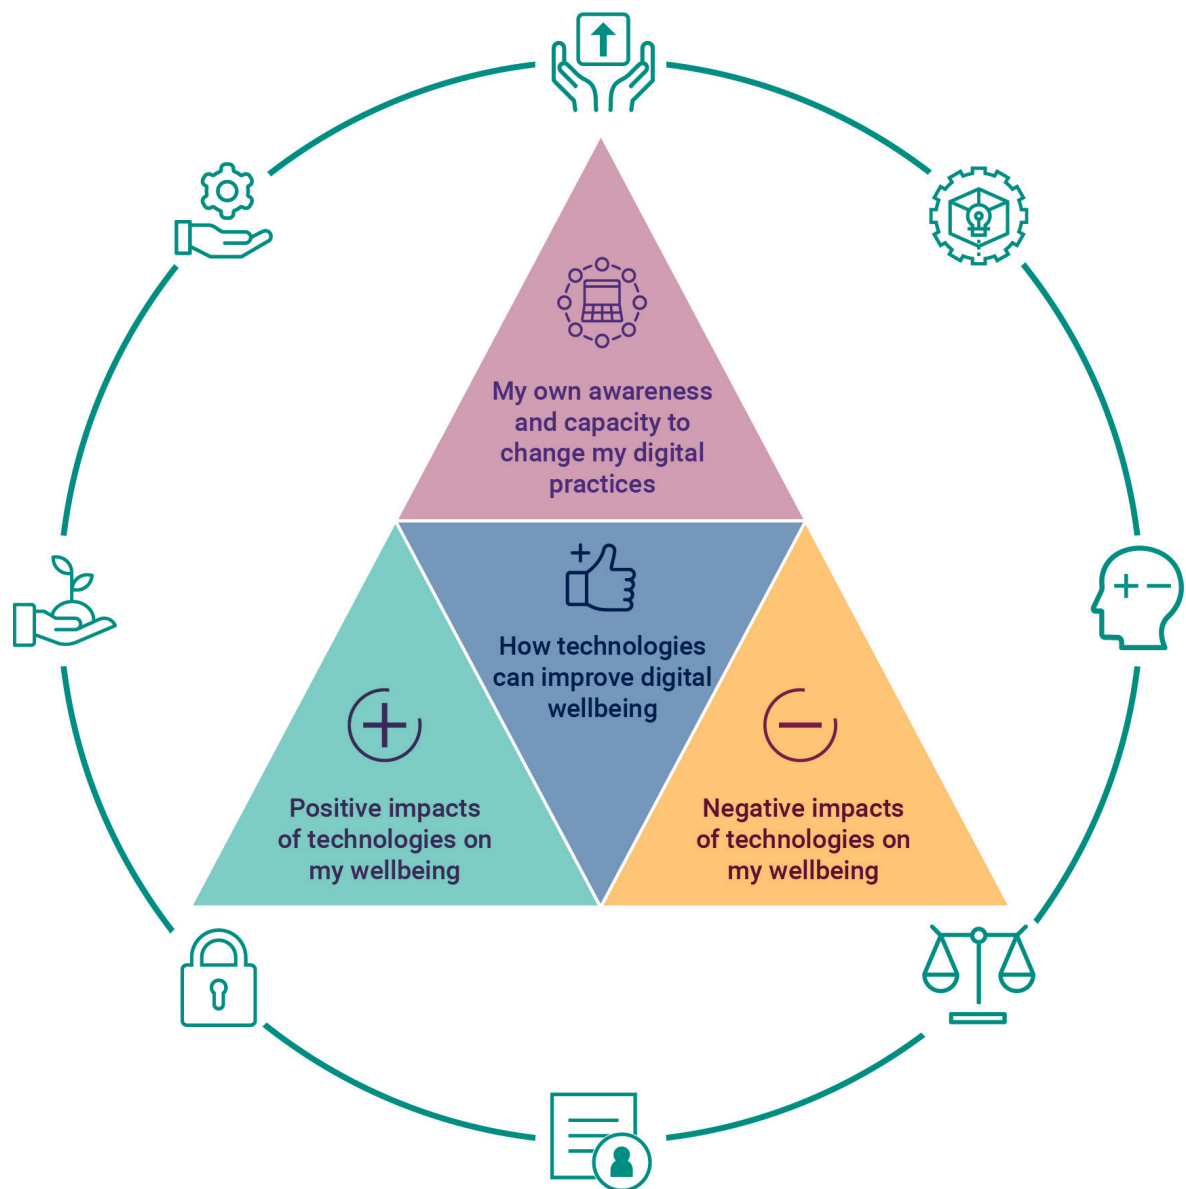 My own awareness
and capacity to
change my digital
practices
How technologies
can improve digital
wellbeing
Positive impacts
of technologies on
my wellbeing
Negative impacts
of technologies on
my wellbeing